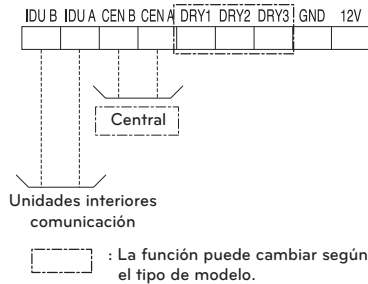 IDU B IDU A CEN B CEN A DRY1 DRY2 DRY3 GND 12V
Central
Unidades interiores
comunicación
: La función puede cambiar según
el tipo de modelo.